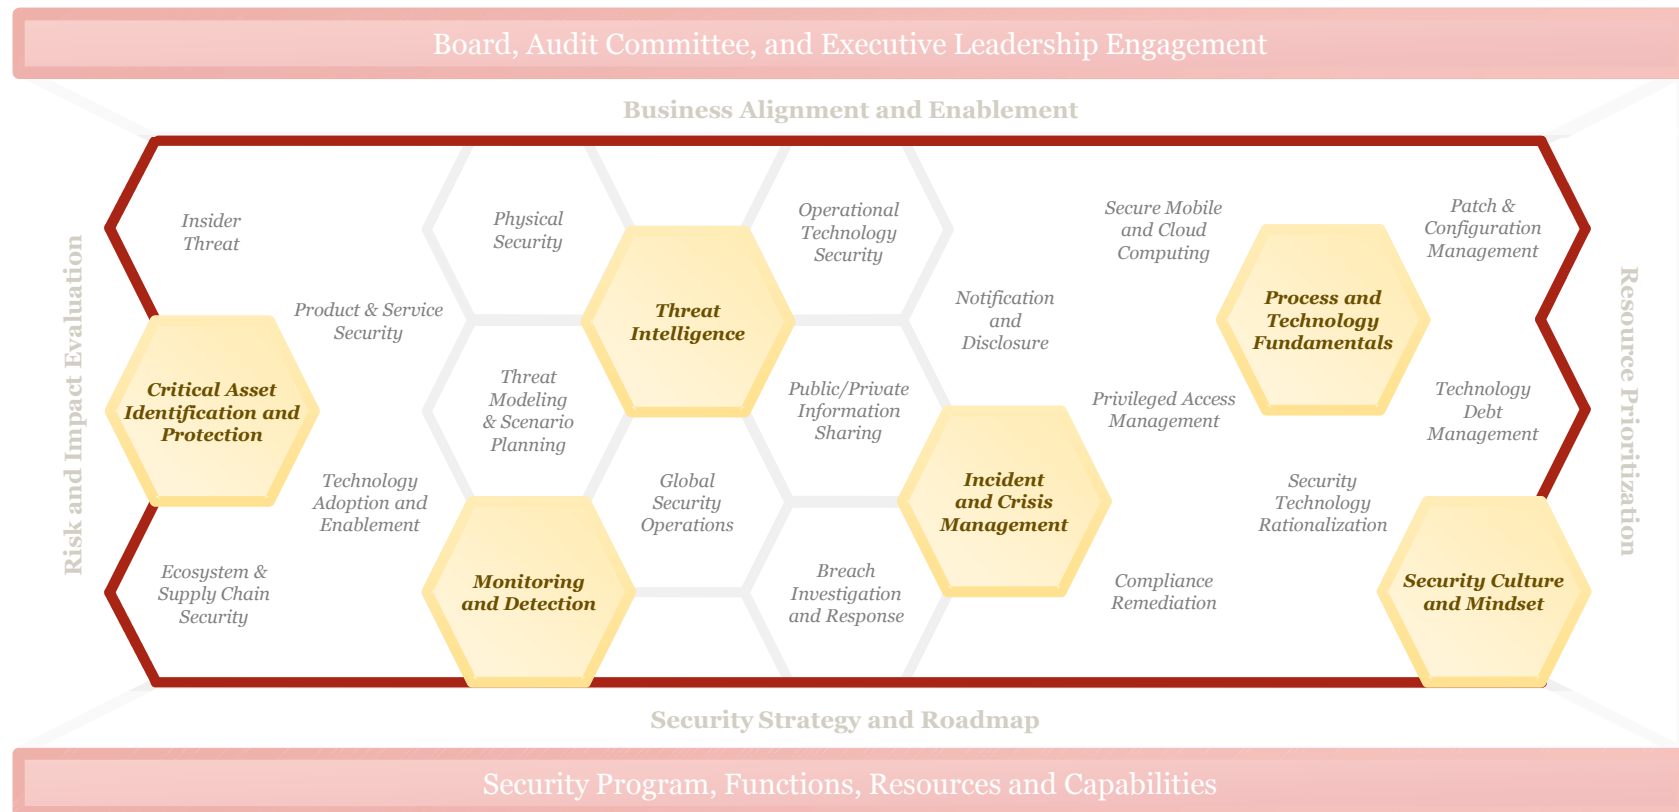 Board, Audit Committee, and Executive Leadership Engagement
Business Alignment and Enablement
Risk and Impact Evaluation
Insider
Threat
Product & Service
Security
Critical Asset
Identification and
Protection
Technology
Adoption and
Enablement
Ecosystem &
Supply Chain
Security
Physical
Security
Threat
Modeling
& Scenario
Planning
Monitoring
and Detection
Threat
Intelligence
Global
Security
Operations
Operational
Technology
Security
Public/Private
Information
Sharing
Breach
Investigation
and Response
Notification
and
Disclosure
Incident
and Crisis
Management
Secure Mobile
and Cloud
Computing
Privileged Access
Management
Compliance
Remediation
Process and
Technology
Fundamentals
Security
Technology
Rationalization
Patch &
Configuration
Management
Technology
Debt
Management
Security Culture
and Mindset
Resource Prioritization
Security Strategy and Roadmap
Security Program, Functions, Resources and Capabilities